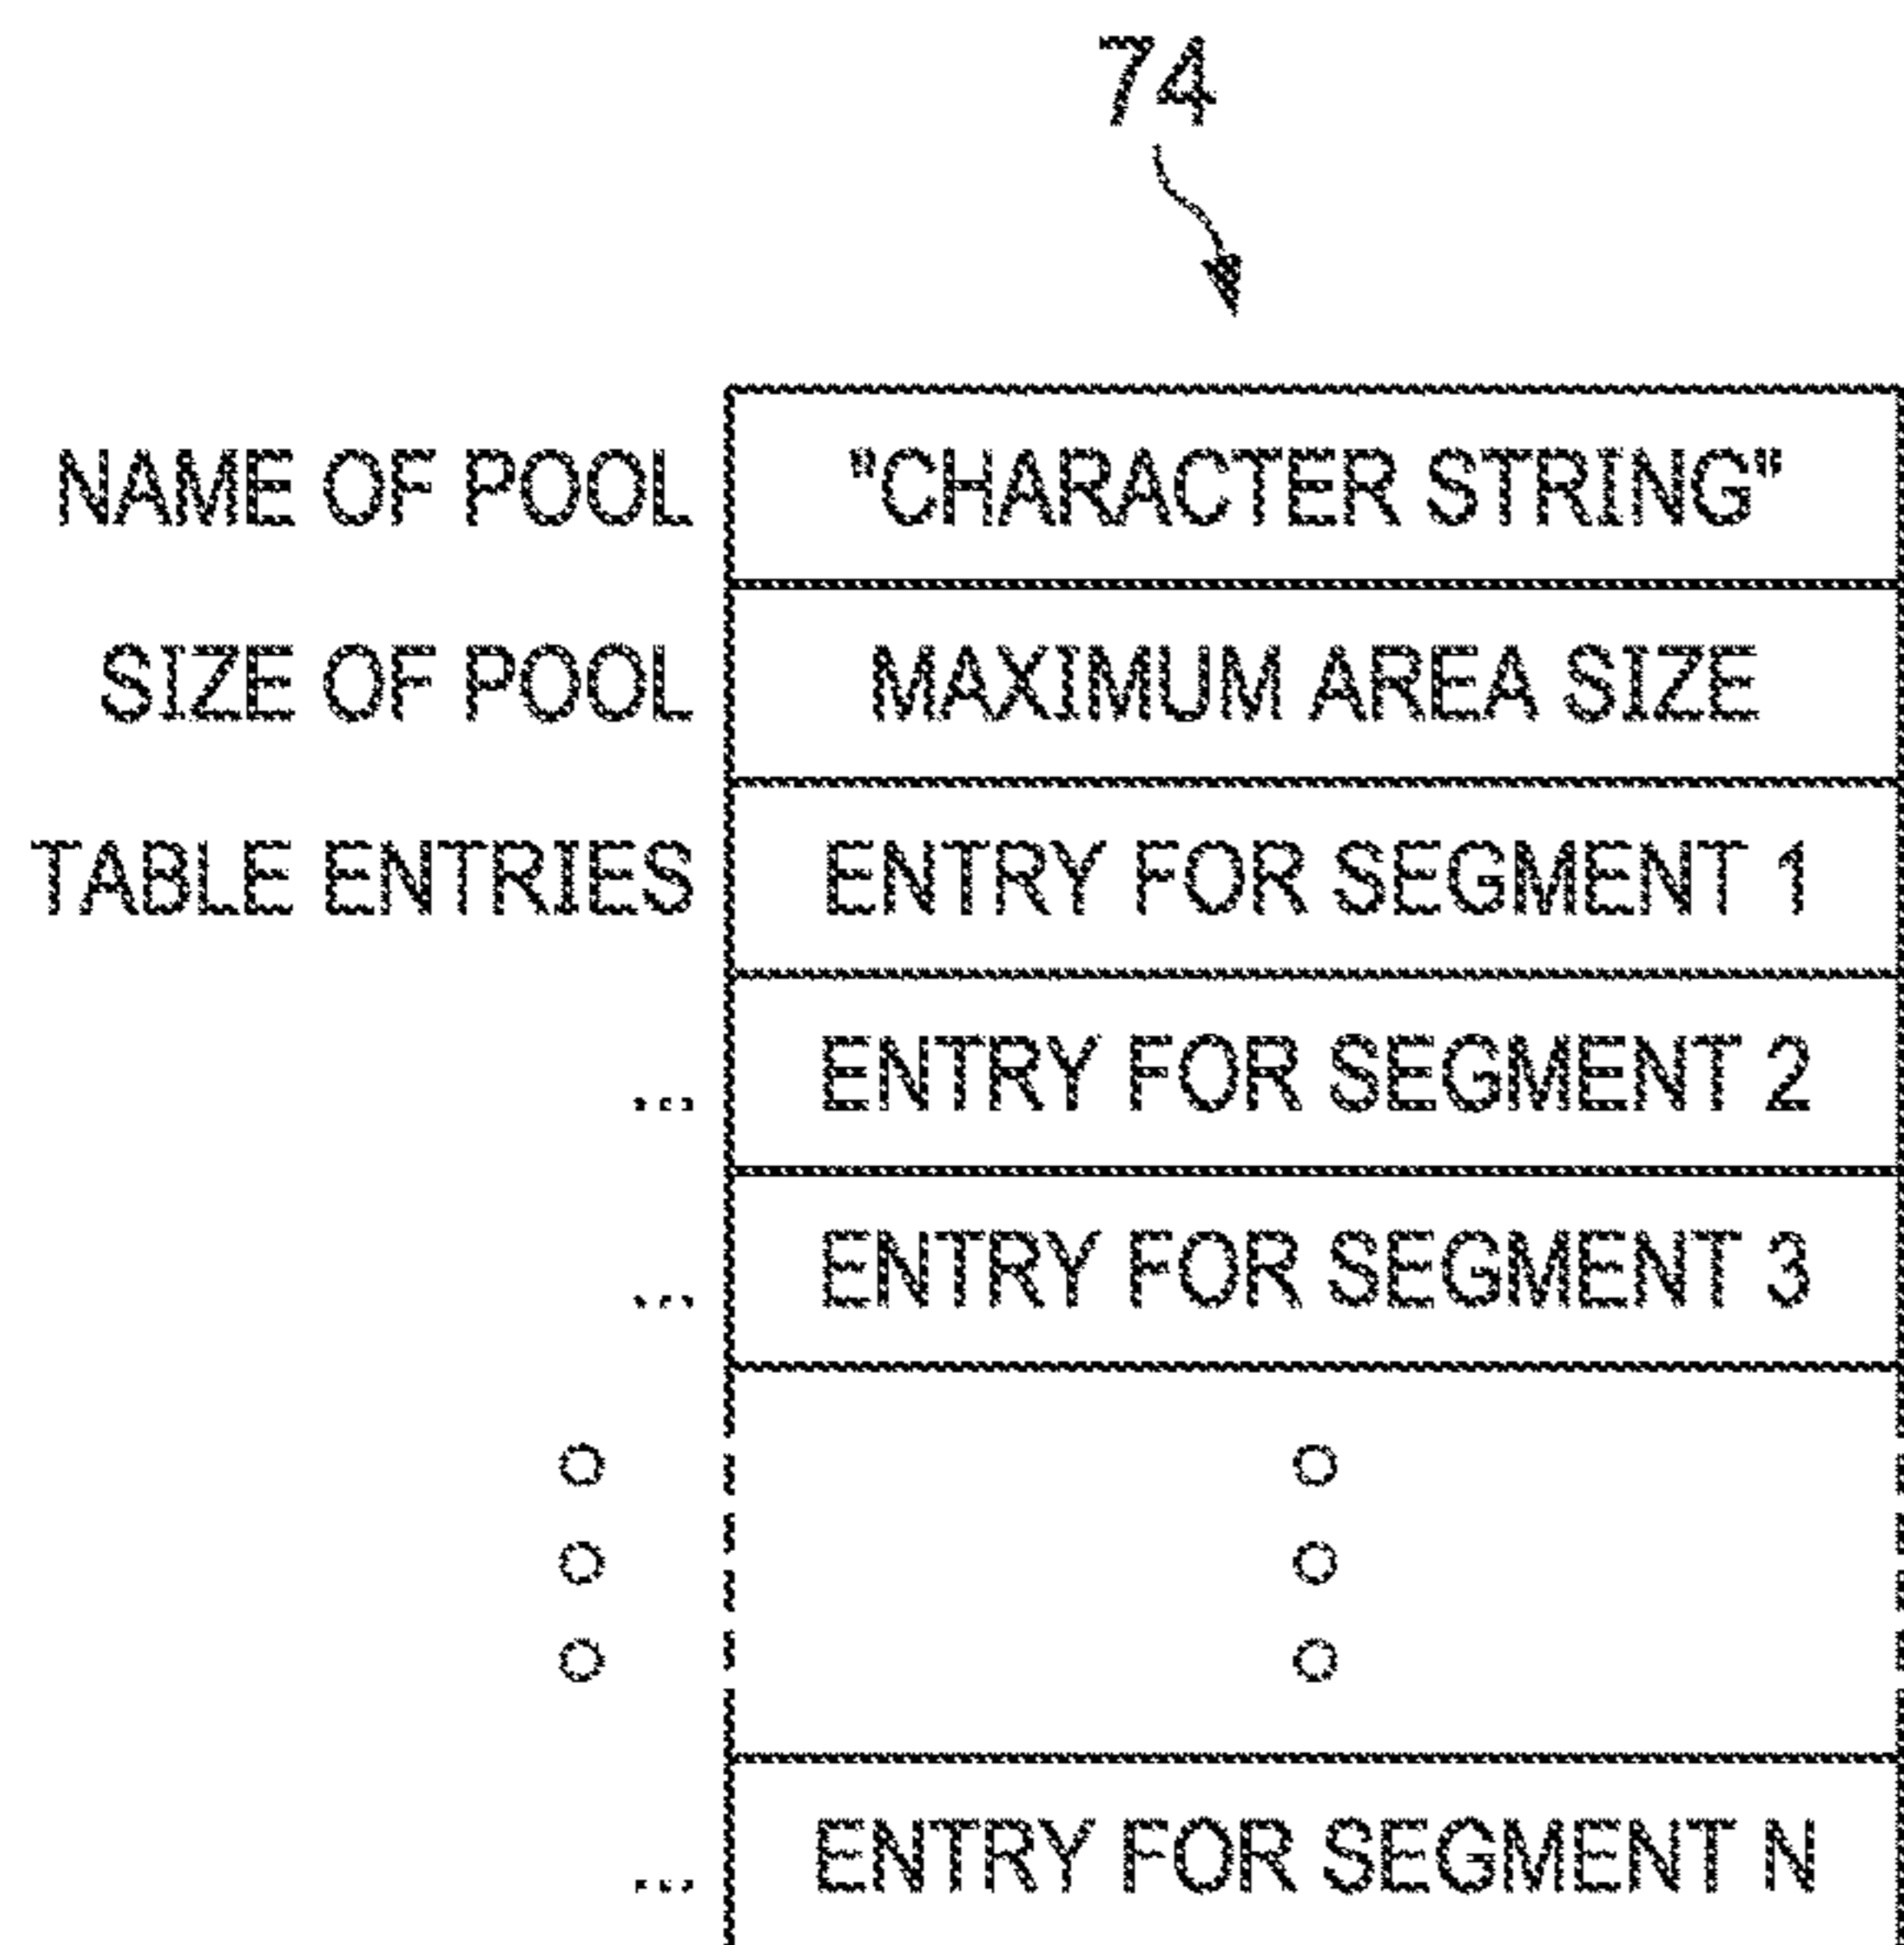 74
NAME OF POOL "CHARACTER STRING"
SIZE OF POOL MAXIMUM AREA SIZE
TABLE ENTRIES ENTRY FOR SEGMENT 1
... ENTRY FOR SEGMENT 2
... ENTRY FOR SEGMENT 3
... ENTRY FOR SEGMENT N